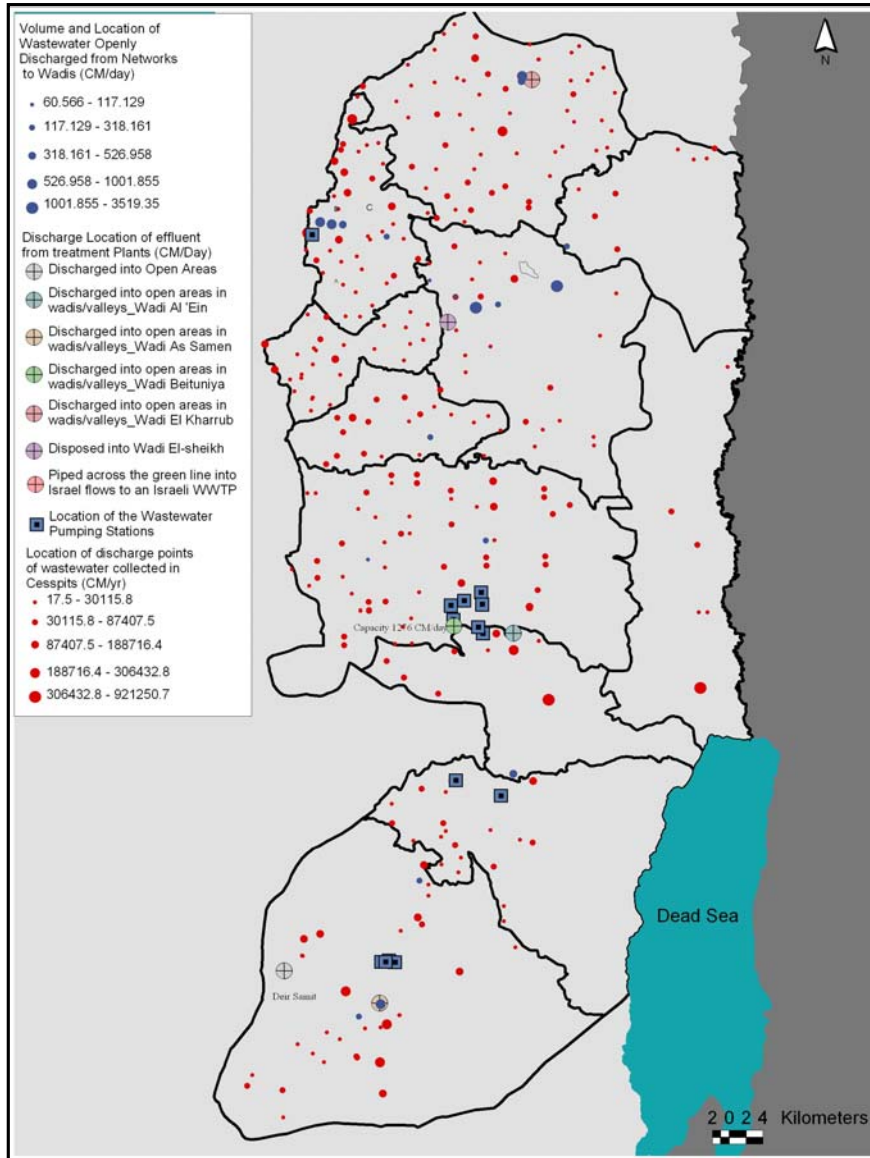 Volume and Location of
Wastewater Openly
Discharged from Networks
to Wadis (CM/day)
60.566 - 117.129
117.129 - 318.161
318.161 - 526.958
526.958 - 1001.855
1001.855 - 3519.35
Discharge Location of effluent
from treatment Plants (CM/Day)
Discharged into Open Areas
Discharged into open areas in
wadis/valleys_Wadi Al 'Ein
Discharged into open areas in
wadis/valleys_Wadi As Samen
Discharged into open areas in
wadis/valleys_Wadi Beituniya
Discharged into open areas in
wadis/valleys_Wadi El Kharrub
Disposed into Wadi El-sheikh
Piped across the green line into
Israel flows to an Israeli WWTP
Location of the Wastewater
Pumping Stations
Location of discharge points
of wastewater collected in
Cesspits (CM/yr)
17.5 - 30115.8
30115.8 - 87407.5
87407.5 - 188716.4
188716.4 - 306432.8
306432.8 - 921250.7
N
C
Capacity 1276 CM/day
Dead Sea
Deir Samit
2 0 2 4 Kilometers